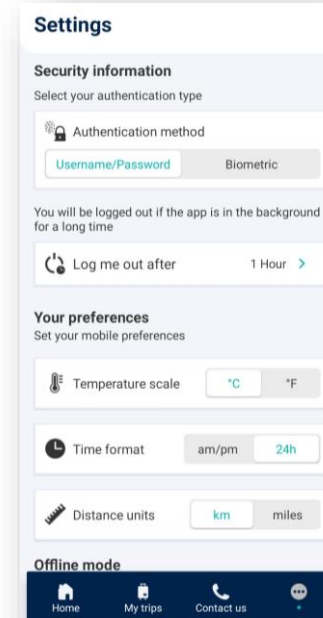 Settings
Security information
Select your authentication type
Authentication method
Username/Password Biometric
You will be logged out if the app is in the background
for a long time
Log me out after 1 Hour
Your preferences
Set your mobile preferences
Temperature scale °C °F
Time format am/pm 24h
Distance units km miles
Offline mode
Home My trips Contact us